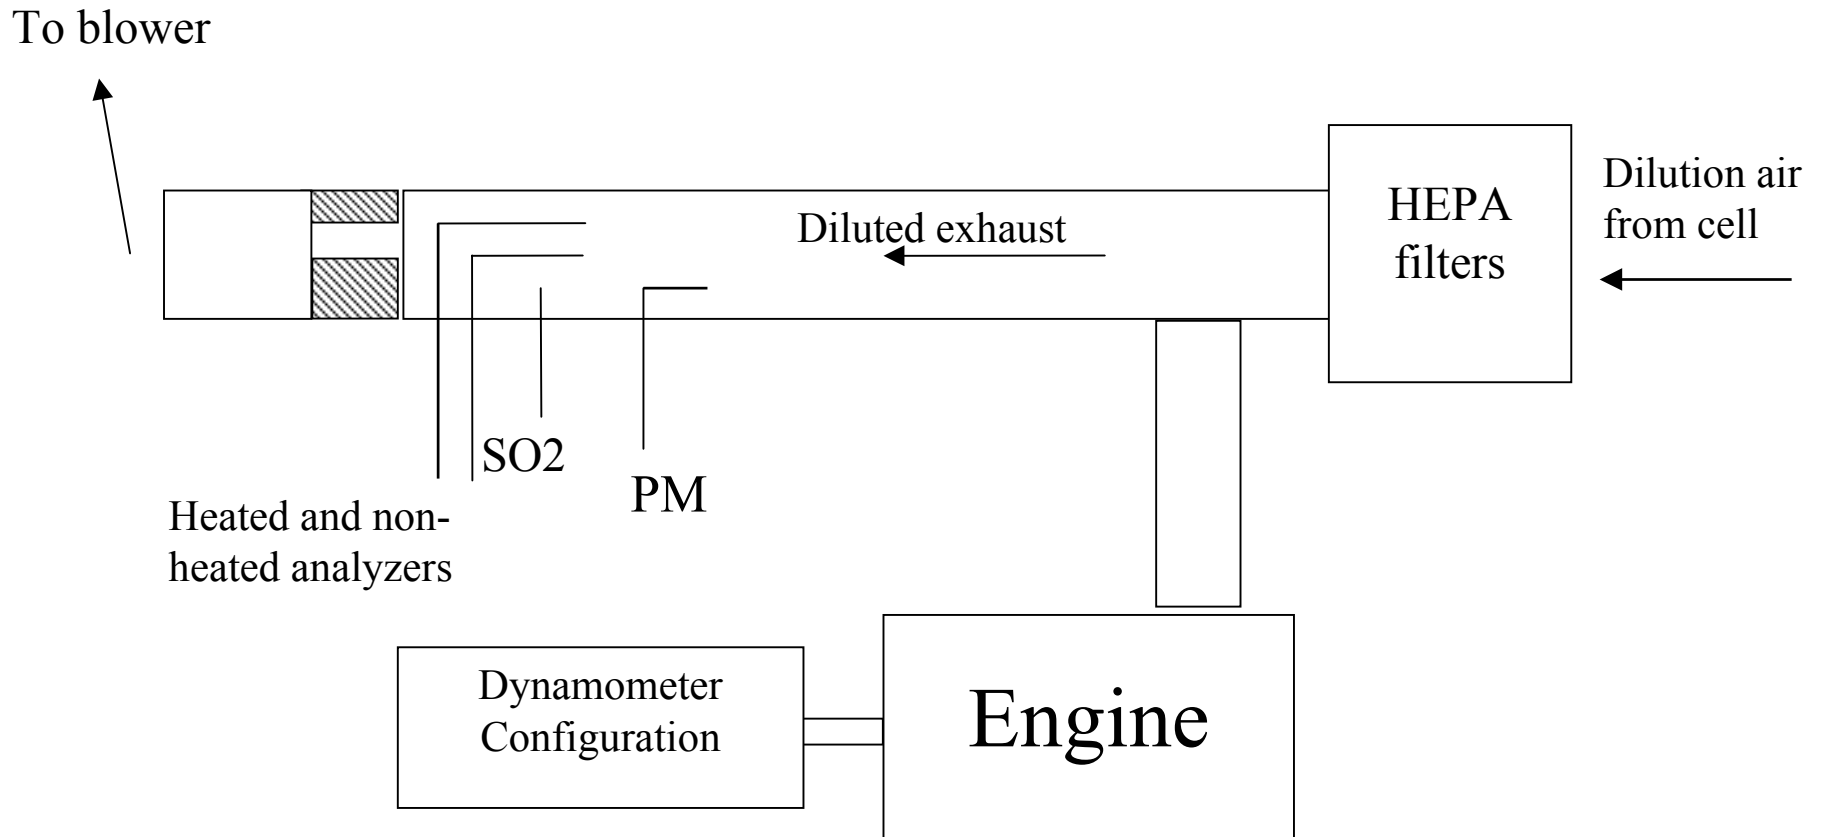 To blower
Dilution air
from cell
HEPA
filters
Diluted exhaust
SO2
PM
Heated and non-
heated analyzers
Dynamometer
Configuration
Engine